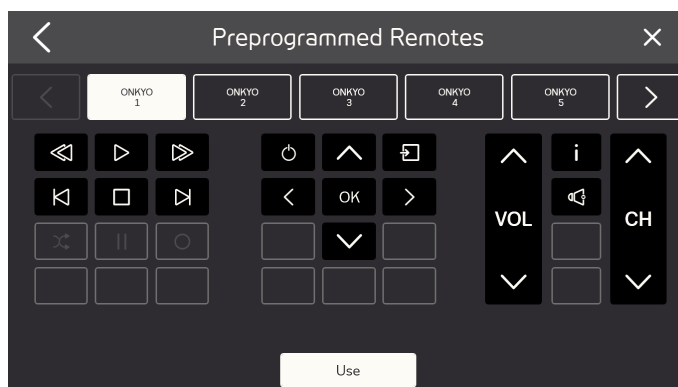 Preprogrammed Remotes
ONKYO
1
ONKYO
2
ONKYO
3
ONKYO
4
ONKYO
5
i
OK
VOL
CH
Use